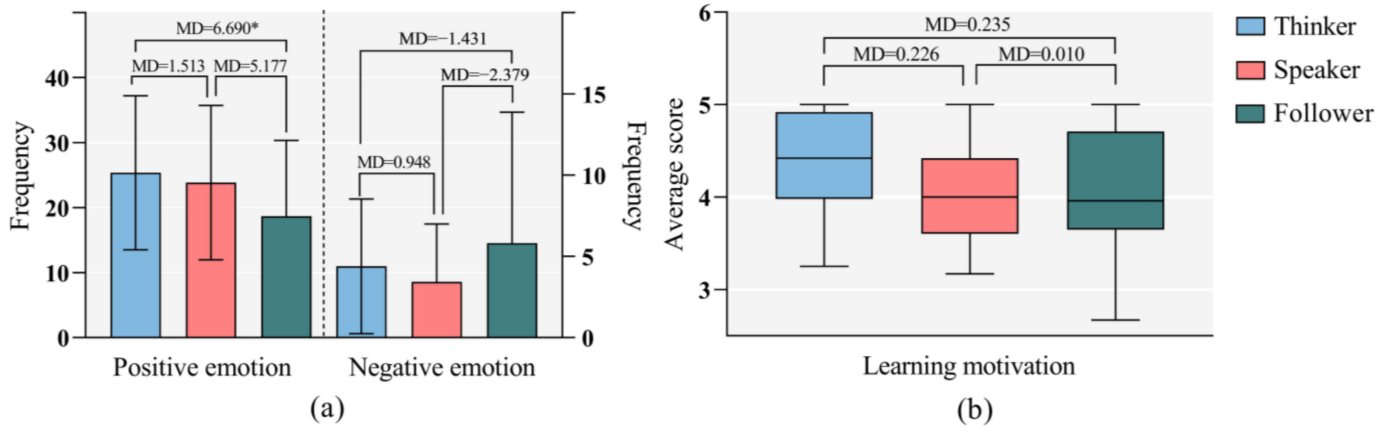 MD=6.690*
MD=1.513
MD=5.177
MD=−1.431
MD=−2.379
MD=0.948
Frequency
40
30
20
10
0
15
10
5
0
Frequency
Positive emotion
Negative emotion
(a)
MD=0.235
MD=0.226
MD=0.010
Average score
6
5
4
3
Learning motivation
(b)
Thinker
Speaker
Follower